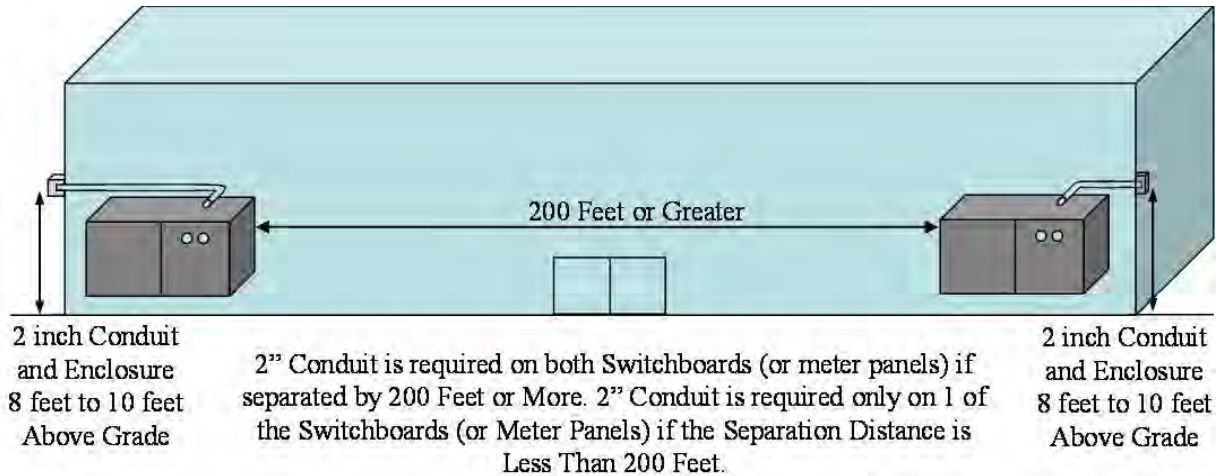 200 Feet or Greater
2 inch Conduit
and Enclosure
8 feet to 10 feet
Above Grade
2” Conduit is required on both Switchboards (or meter panels) if
separated by 200 Feet or More. 2” Conduit is required only on 1 of
the Switchboards (or Meter Panels) if the Separation Distance is
Less Than 200 Feet.
2 inch Conduit
and Enclosure
8 feet to 10 feet
Above Grade